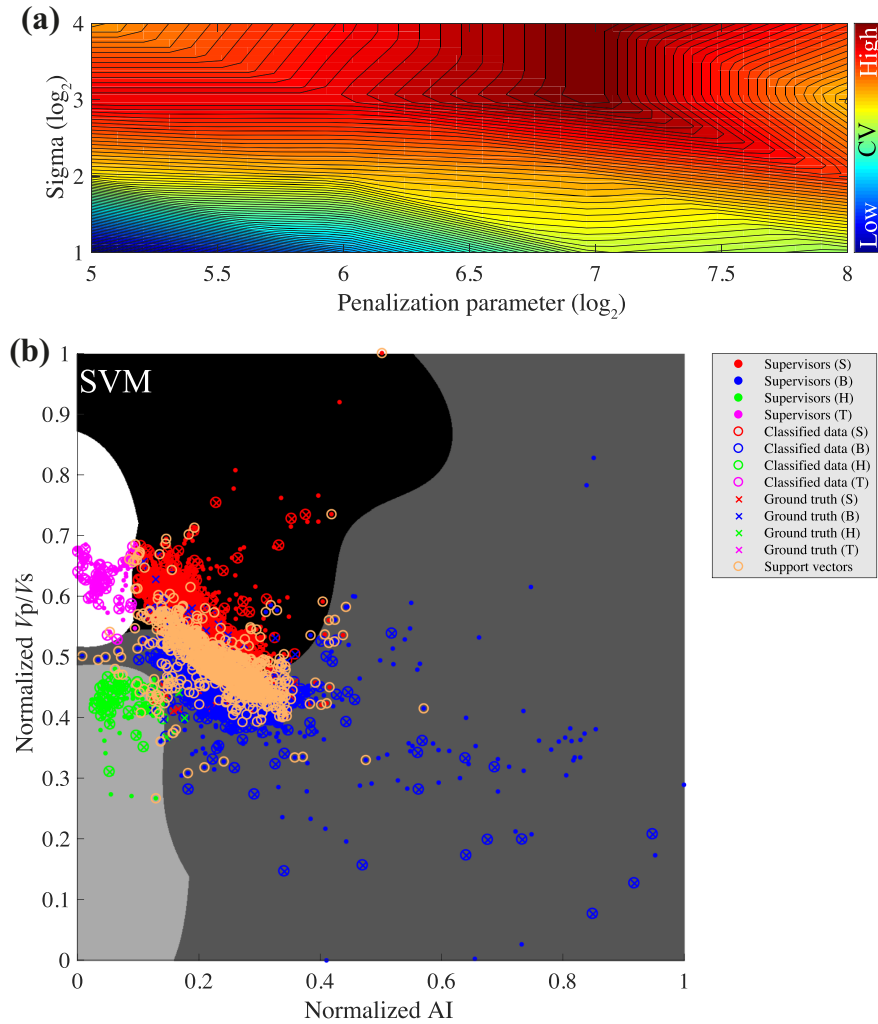 (a)
4
3
2
1
Sigma (log2)
5
5.5
6
6.5
7
7.5
8
Penalization parameter (log2)
High
CV
Low
(b)
SVM
1
0.9
0.8
0.7
0.6
0.5
0.4
0.3
0.2
0.1
0
Normalized Vp/Vs
0
0.2
0.4
0.6
0.8
1
Normalized AI
Supervisors (S)
Supervisors (B)
Supervisors (H)
Supervisors (T)
Classified data (S)
Classified data (B)
Classified data (H)
Classified data (T)
Ground truth (S)
Ground truth (B)
Ground truth (H)
Ground truth (T)
Support vectors